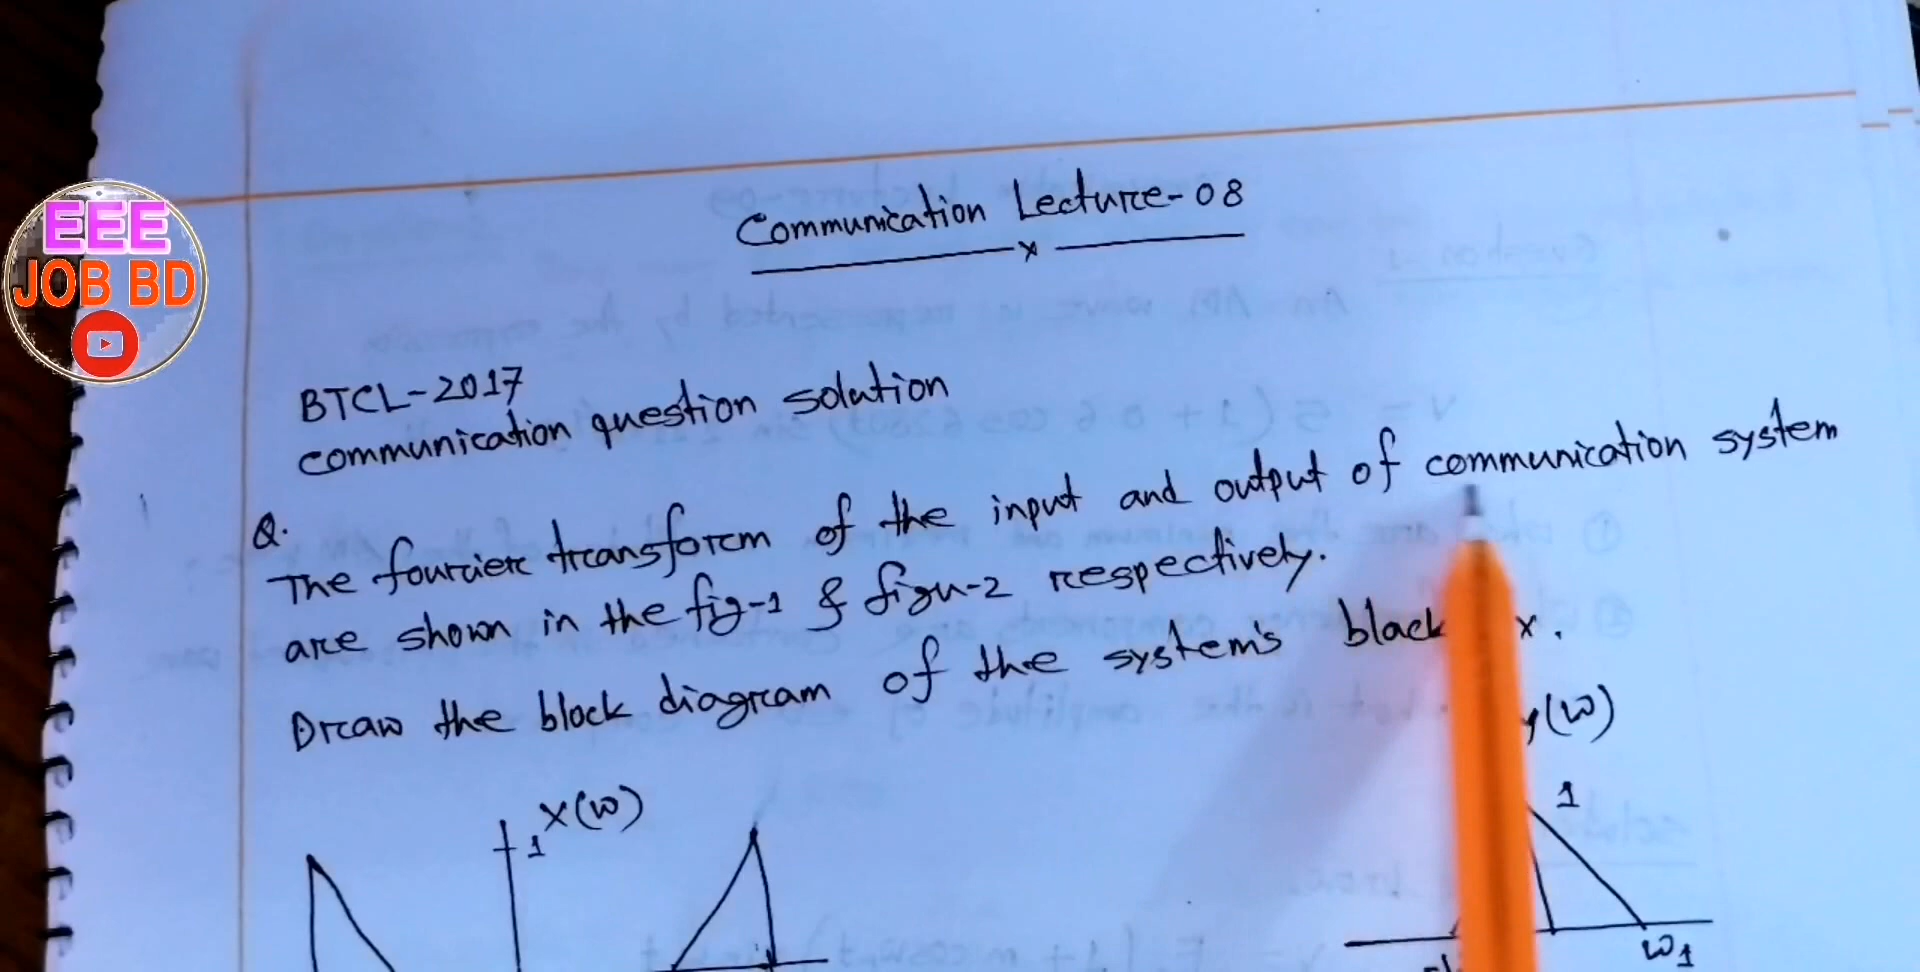 EEE
JOB BD
Communication Lecture-08
x
BTCL-2017
communication question solution
Q.
The fourier transform of the input and output of communication system
are shown in the fig-1 & figu-2 respectively.
Draw the block diagram of the system's black x.
X(w)
1
y(w)
1
w1